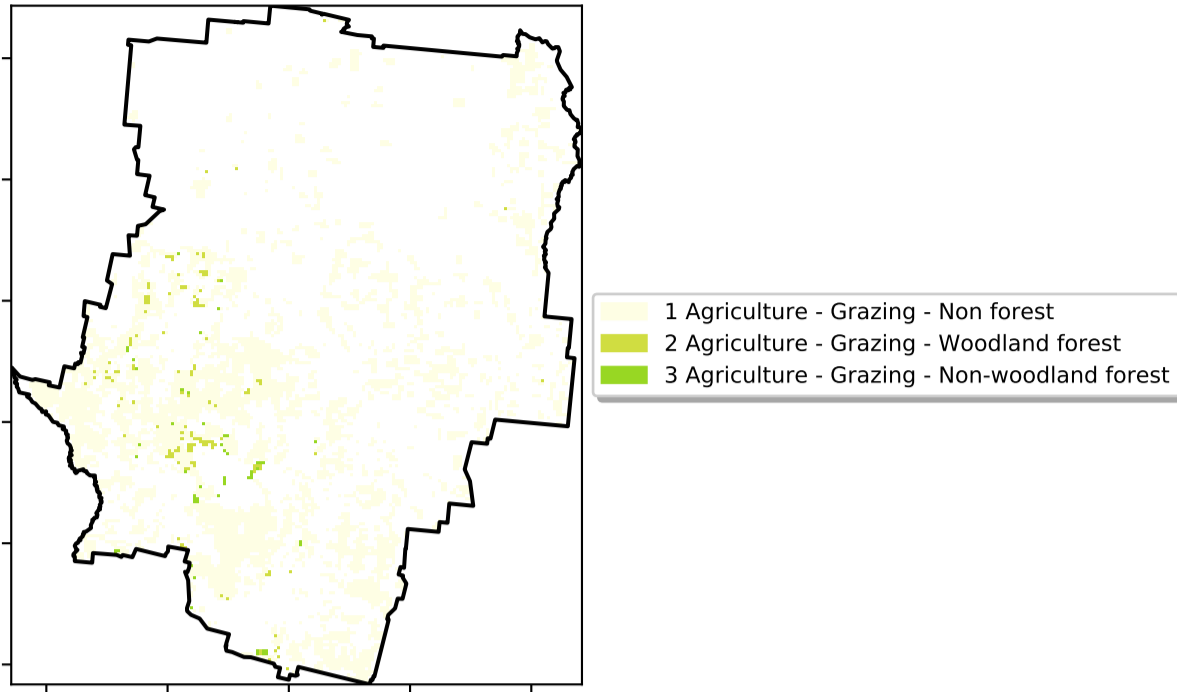 1 Agriculture - Grazing - Non forest
2 Agriculture - Grazing - Woodland forest
3 Agriculture - Grazing - Non-woodland forest